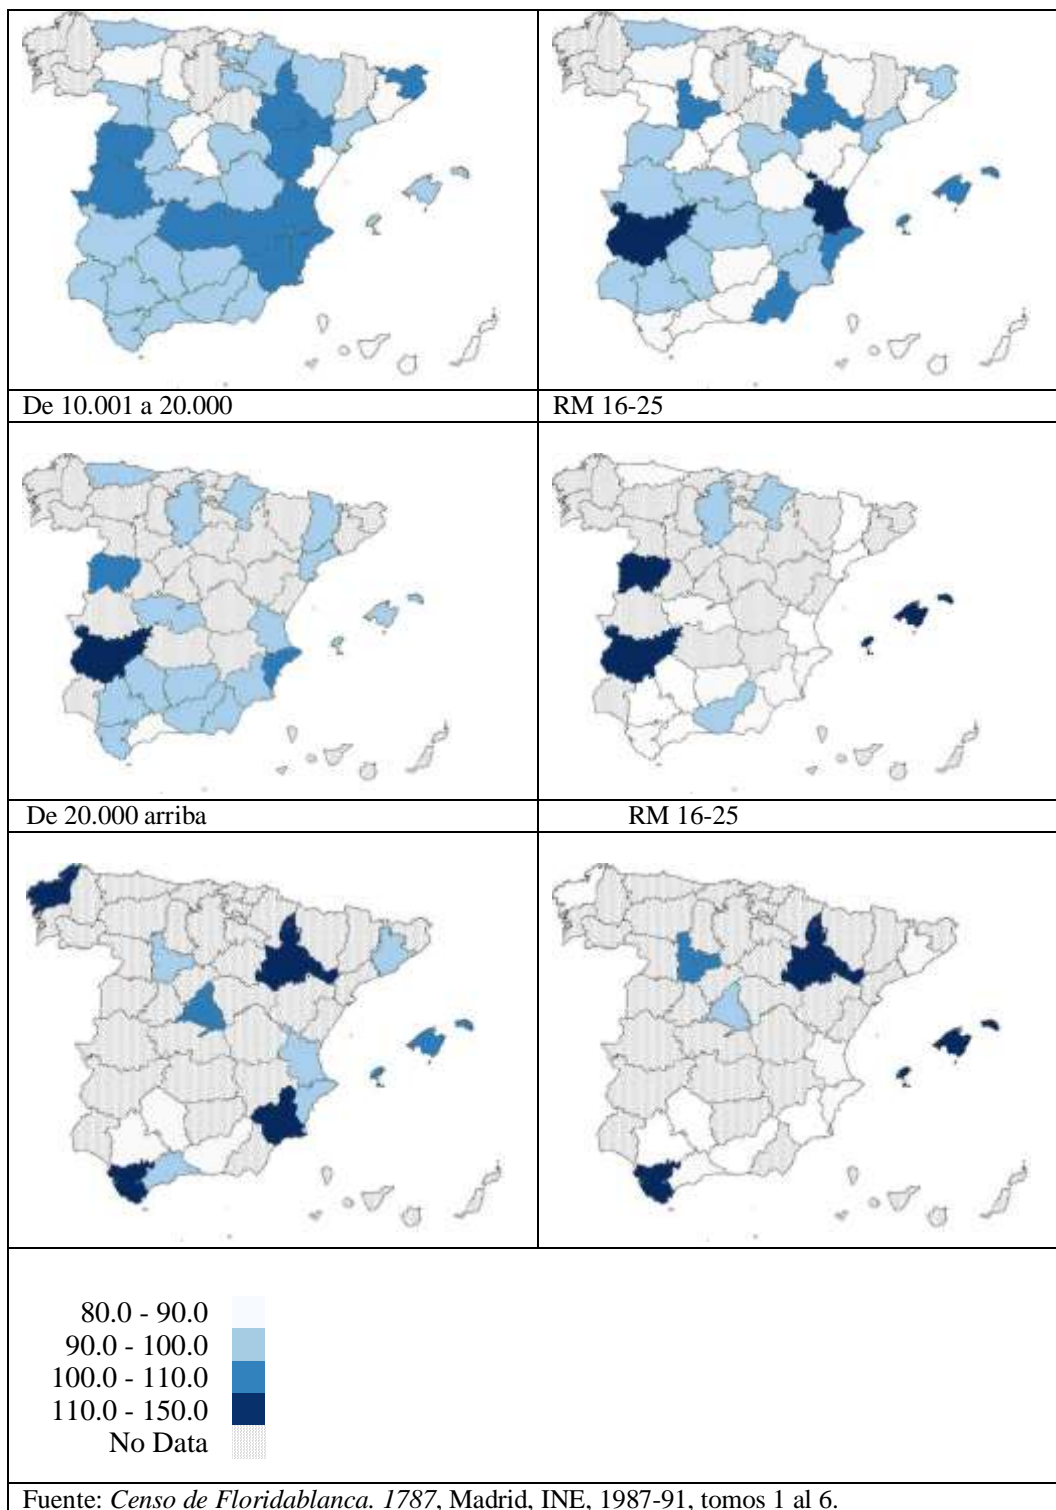 De 10.001 a 20.000
RM 16-25
De 20.000 arriba
RM 16-25
80.0 - 90.0
90.0 - 100.0
100.0 - 110.0
110.0 - 150.0
No Data
Fuente: Censo de Floridablanca. 1787, Madrid, INE, 1987-91, tomos 1 al 6.